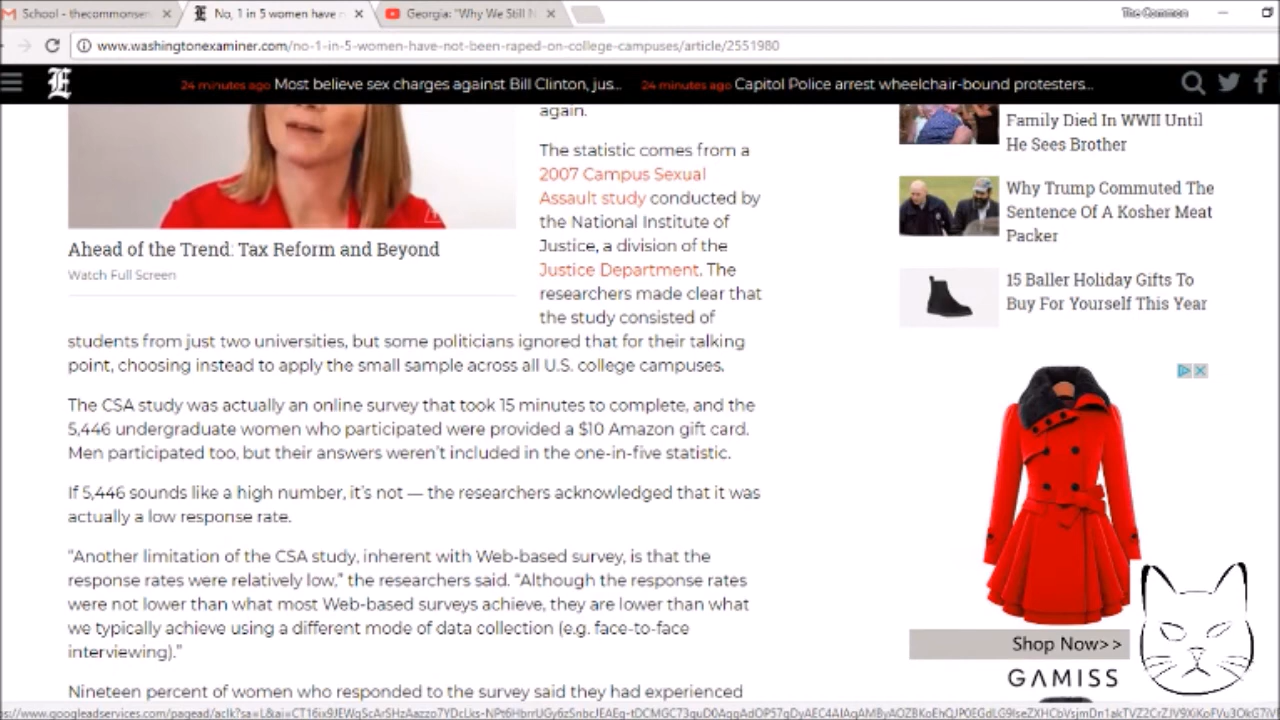 School - thecommonsen
No, 1 in 5 women have n
Georgia: "Why We Still N
The Common
www.washingtonexaminer.com/no-1-in-5-women-have-not-been-raped-on-college-campuses/article/2551980
24 minutes ago Most believe sex charges against Bill Clinton, jus...
24 minutes ago Capitol Police arrest wheelchair-bound protesters...
again.
The statistic comes from a
2007 Campus Sexual
Assault study conducted by
the National Institute of
Justice, a division of the
Justice Department. The
researchers made clear that
the study consisted of
students from just two universities, but some politicians ignored that for their talking
point, choosing instead to apply the small sample across all U.S. college campuses.
Ahead of the Trend: Tax Reform and Beyond
Watch Full Screen
The CSA study was actually an online survey that took 15 minutes to complete, and the
5,446 undergraduate women who participated were provided a $10 Amazon gift card.
Men participated too, but their answers weren't included in the one-in-five statistic.
If 5,446 sounds like a high number, it's not — the researchers acknowledged that it was
actually a low response rate.
"Another limitation of the CSA study, inherent with Web-based survey, is that the
response rates were relatively low," the researchers said. "Although the response rates
were not lower than what most Web-based surveys achieve, they are lower than what
we typically achieve using a different mode of data collection (e.g. face-to-face
interviewing)."
Nineteen percent of women who responded to the survey said they had experienced
Family Died In WWII Until
He Sees Brother
Why Trump Commuted The
Sentence Of A Kosher Meat
Packer
15 Baller Holiday Gifts To
Buy For Yourself This Year
Shop Now>>
GAMISS